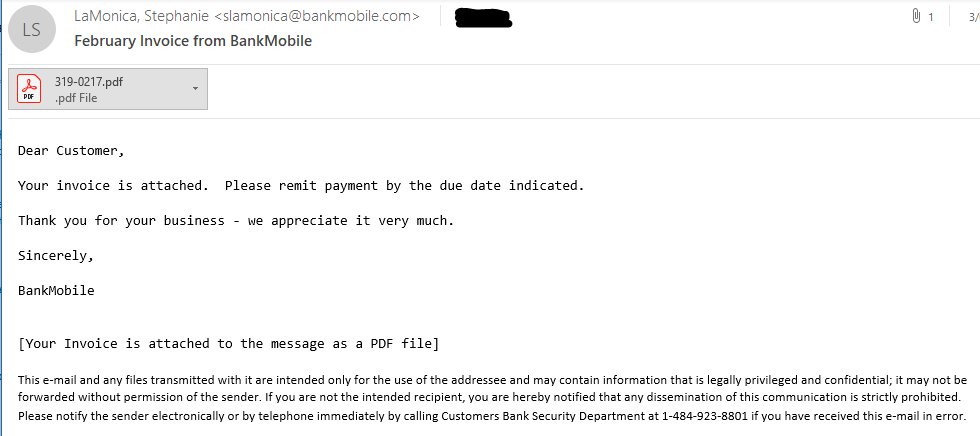 LS
LaMonica, Stephanie <slamonica@bankmobile.com>
1
3/
February Invoice from BankMobile
319-0217.pdf
.pdf File
PDF
Dear Customer,
Your invoice is attached.  Please remit payment by the due date indicated.
Thank you for your business - we appreciate it very much.
Sincerely,
BankMobile
[Your Invoice is attached to the message as a PDF file]
This e-mail and any files transmitted with it are intended only for the use of the addressee and may contain information that is legally privileged and confidential; it may not be
forwarded without permission of the sender. If you are not the intended recipient, you are hereby notified that any dissemination of this communication is strictly prohibited.
Please notify the sender electronically or by telephone immediately by calling Customers Bank Security Department at 1-484-923-8801 if you have received this e-mail in error.